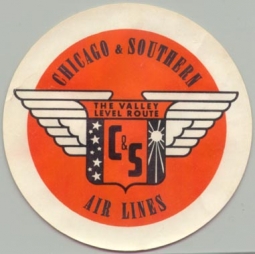 CHICAGO & SOUTHERN
THE VALLEY
LEVEL ROUTE
C&S
AIR LINES